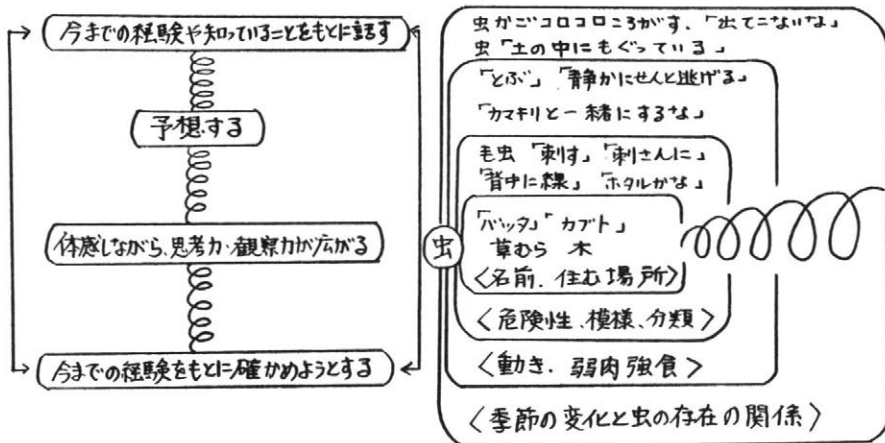 今までの経験や知っていることをもとに話す
予想する
体感しながら、思考力・観察力が広がる
今までの経験をもとに確かめようとする
虫かごコロコロころがす、「出てこないな」
虫「土の中にもぐっている」
「とぶ」「静かにせんと逃げる」
「カマキリと一緒にするな」
毛虫「刺す」「刺さんに」
「背中に線」「ホタルかな」
「バッタ」「カブト」
草むら 木
〈名前、住む場所〉
虫
〈危険性、模様、分類〉
〈動き、弱肉強食〉
〈季節の変化と虫の存在の関係〉